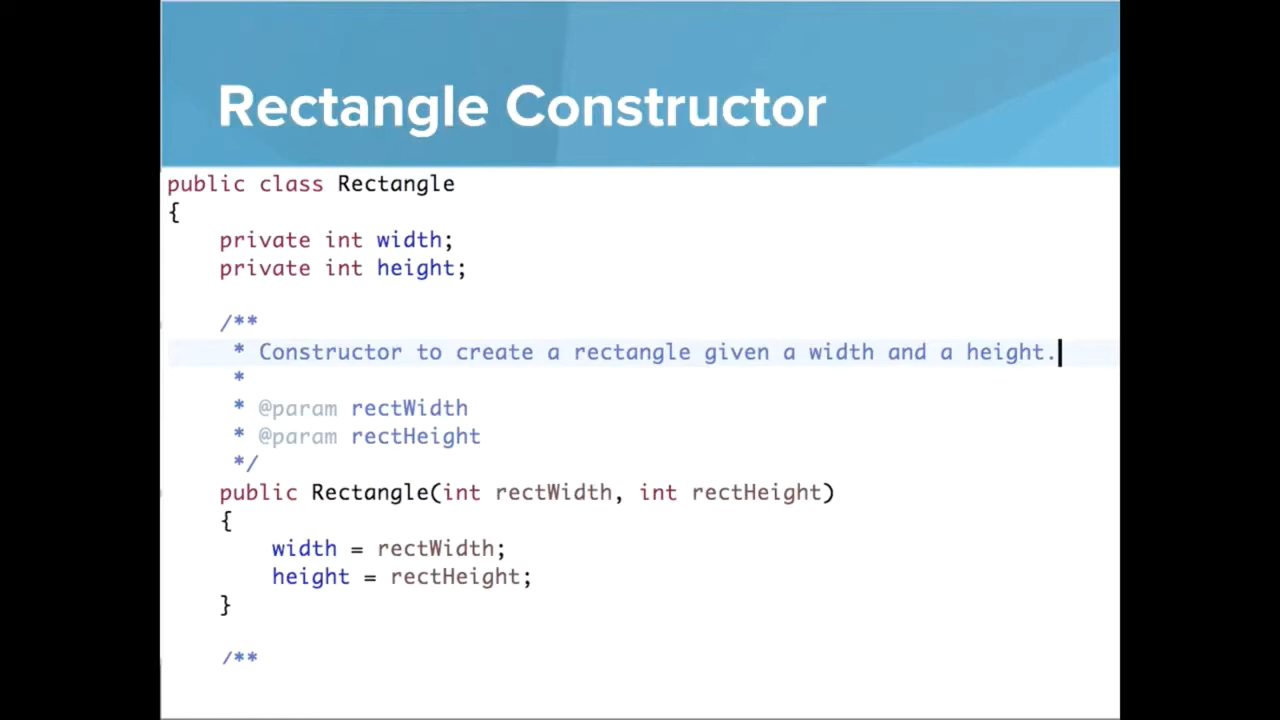 Rectangle Constructor
public class Rectangle
{
    private int width;
    private int height;

    /**
     * Constructor to create a rectangle given a width and a height.
     *
     * @param rectWidth
     * @param rectHeight
     */
    public Rectangle(int rectWidth, int rectHeight)
    {
        width = rectWidth;
        height = rectHeight;
    }

    /**